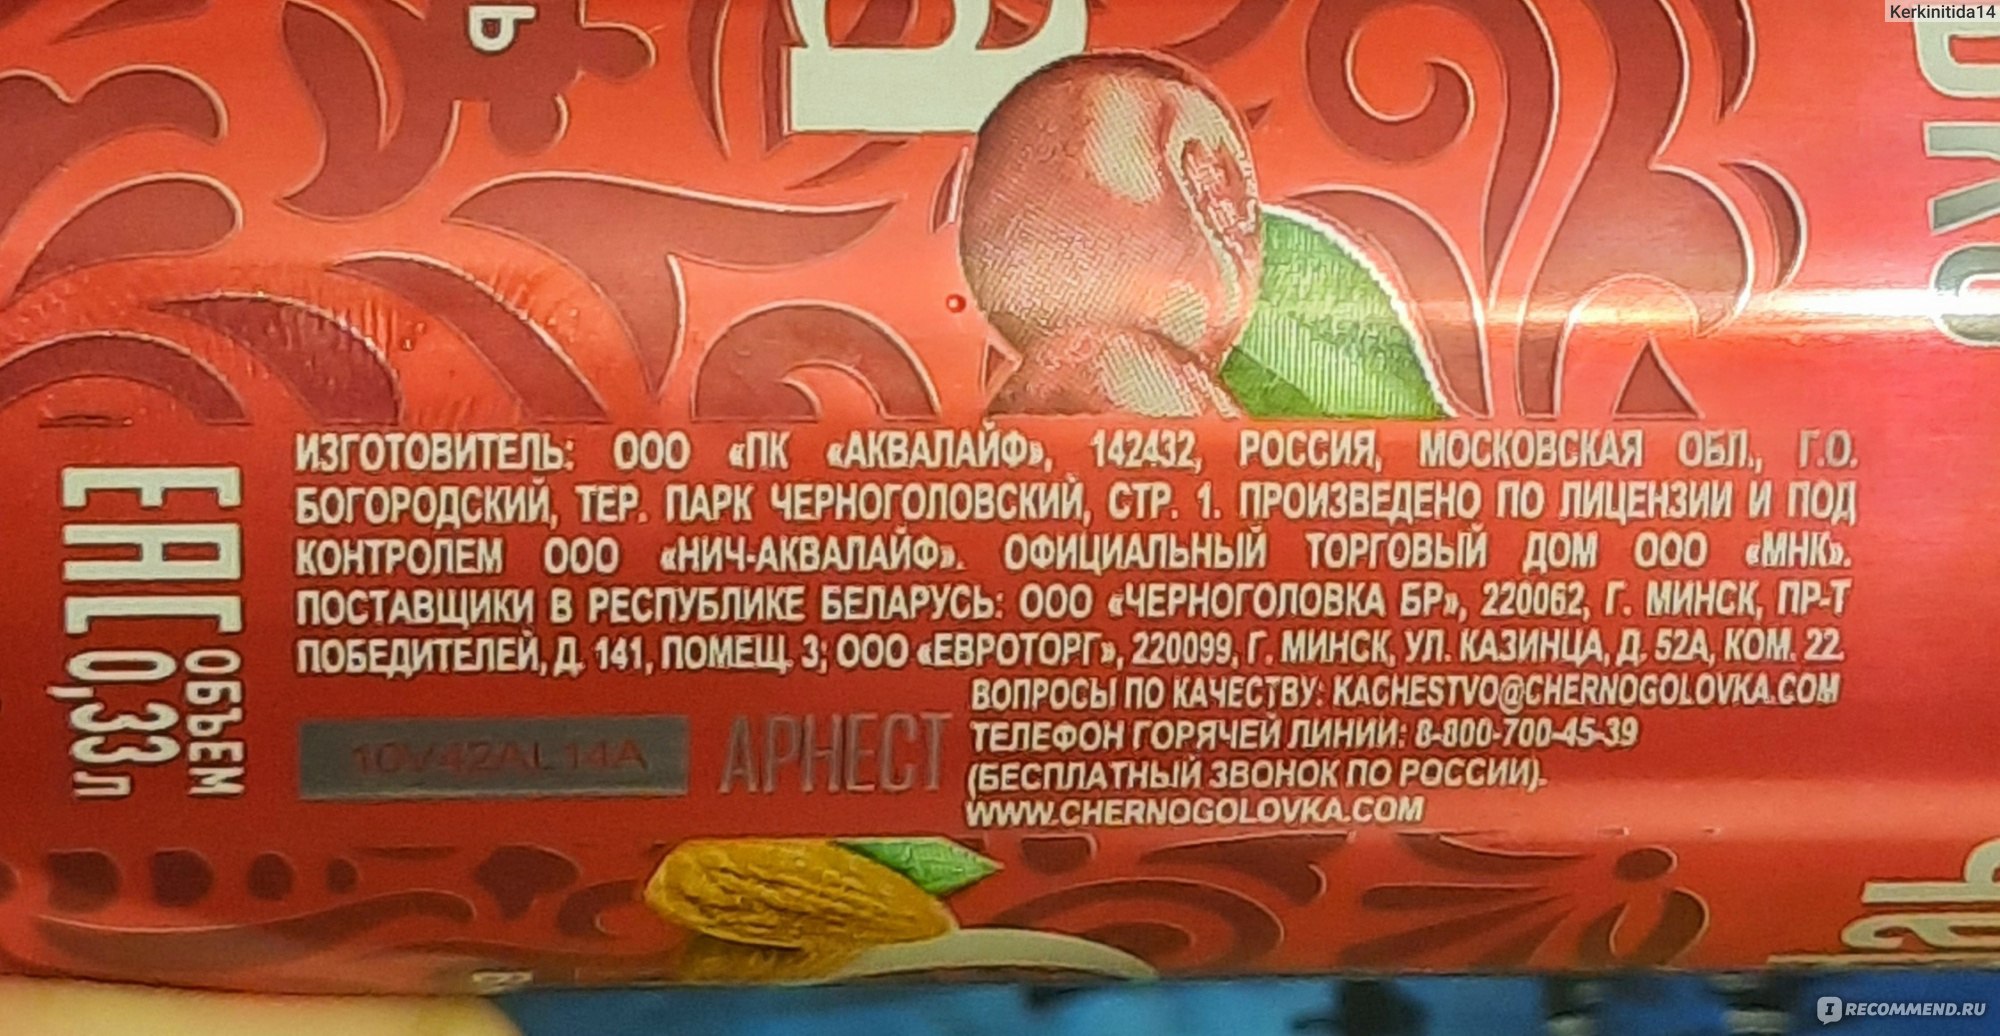 Kerkinitida14
Ь
ИЗГОТОВИТЕЛЬ: ООО «ПК «АКВАЛАЙФ», 142432, РОССИЯ, МОСКОВСКАЯ ОБЛ., Г.О.
БОГОРОДСКИЙ, ТЕР. ПАРК ЧЕРНОГОЛОВСКИЙ, СТР. 1. ПРОИЗВЕДЕНО ПО ЛИЦЕНЗИИ И ПОД
КОНТРОЛЕМ ООО «НИЧ-АКВАЛАЙФ». ОФИЦИАЛЬНЫЙ ТОРГОВЫЙ ДОМ ООО «МНК».
ПОСТАВЩИКИ В РЕСПУБЛИКЕ БЕЛАРУСЬ: ООО «ЧЕРНОГОЛОВКА БР», 220062, Г. МИНСК, ПР-Т
ПОБЕДИТЕЛЕЙ, Д. 141, ПОМЕЩ. 3; ООО «ЕВРОТОРГ», 220099, Г. МИНСК, УЛ. КАЗИНЦА, Д. 52А, КОМ. 22.
ВОПРОСЫ ПО КАЧЕСТВУ: KACHESTVO@CHERNOGOLOVKA.COM
ТЕЛЕФОН ГОРЯЧЕЙ ЛИНИИ: 8-800-700-45-39
(БЕСПЛАТНЫЙ ЗВОНОК ПО РОССИИ).
WWW.CHERNOGOLOVKA.COM
EAC
ОБЪЕМ
0,33 л
10V42AL14A
АРНЕСТ
IRECOMMEND.RU